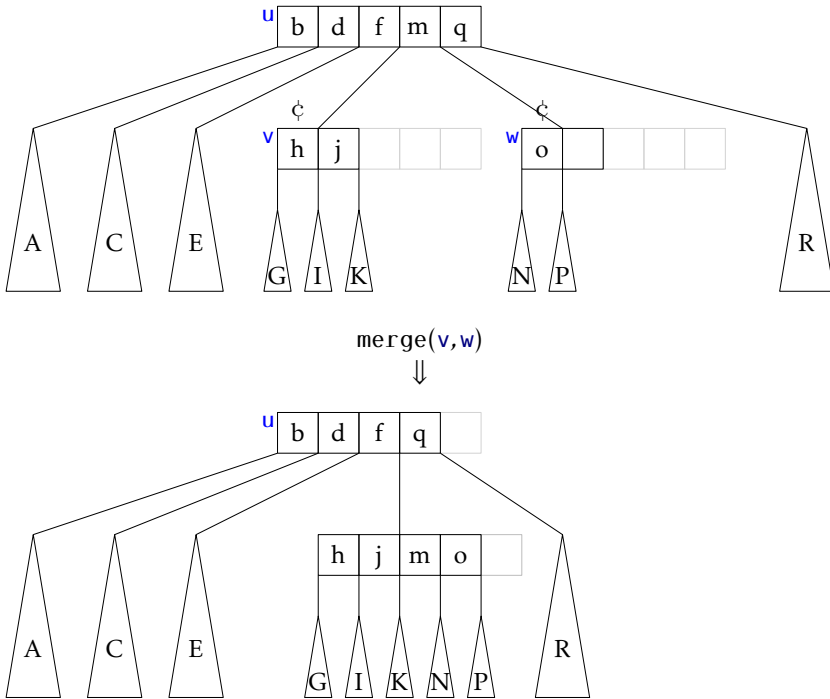 u b d f m q
¢ ¢
v h j w o
A C E G I K N P R
merge(v,w)
⇓
u b d f q
h j m o
A C E G I K N P R